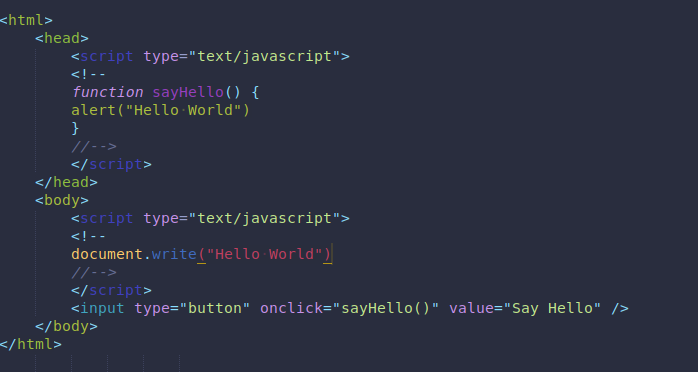 <html>
<head>
<script type="text/javascript">
<!--
function sayHello() {
alert("Hello World")
}
//-->
</script>
</head>
<body>
<script type="text/javascript">
<!--
document.write("Hello World")
//-->
</script>
<input type="button" onclick="sayHello()" value="Say Hello" />
</body>
</html>